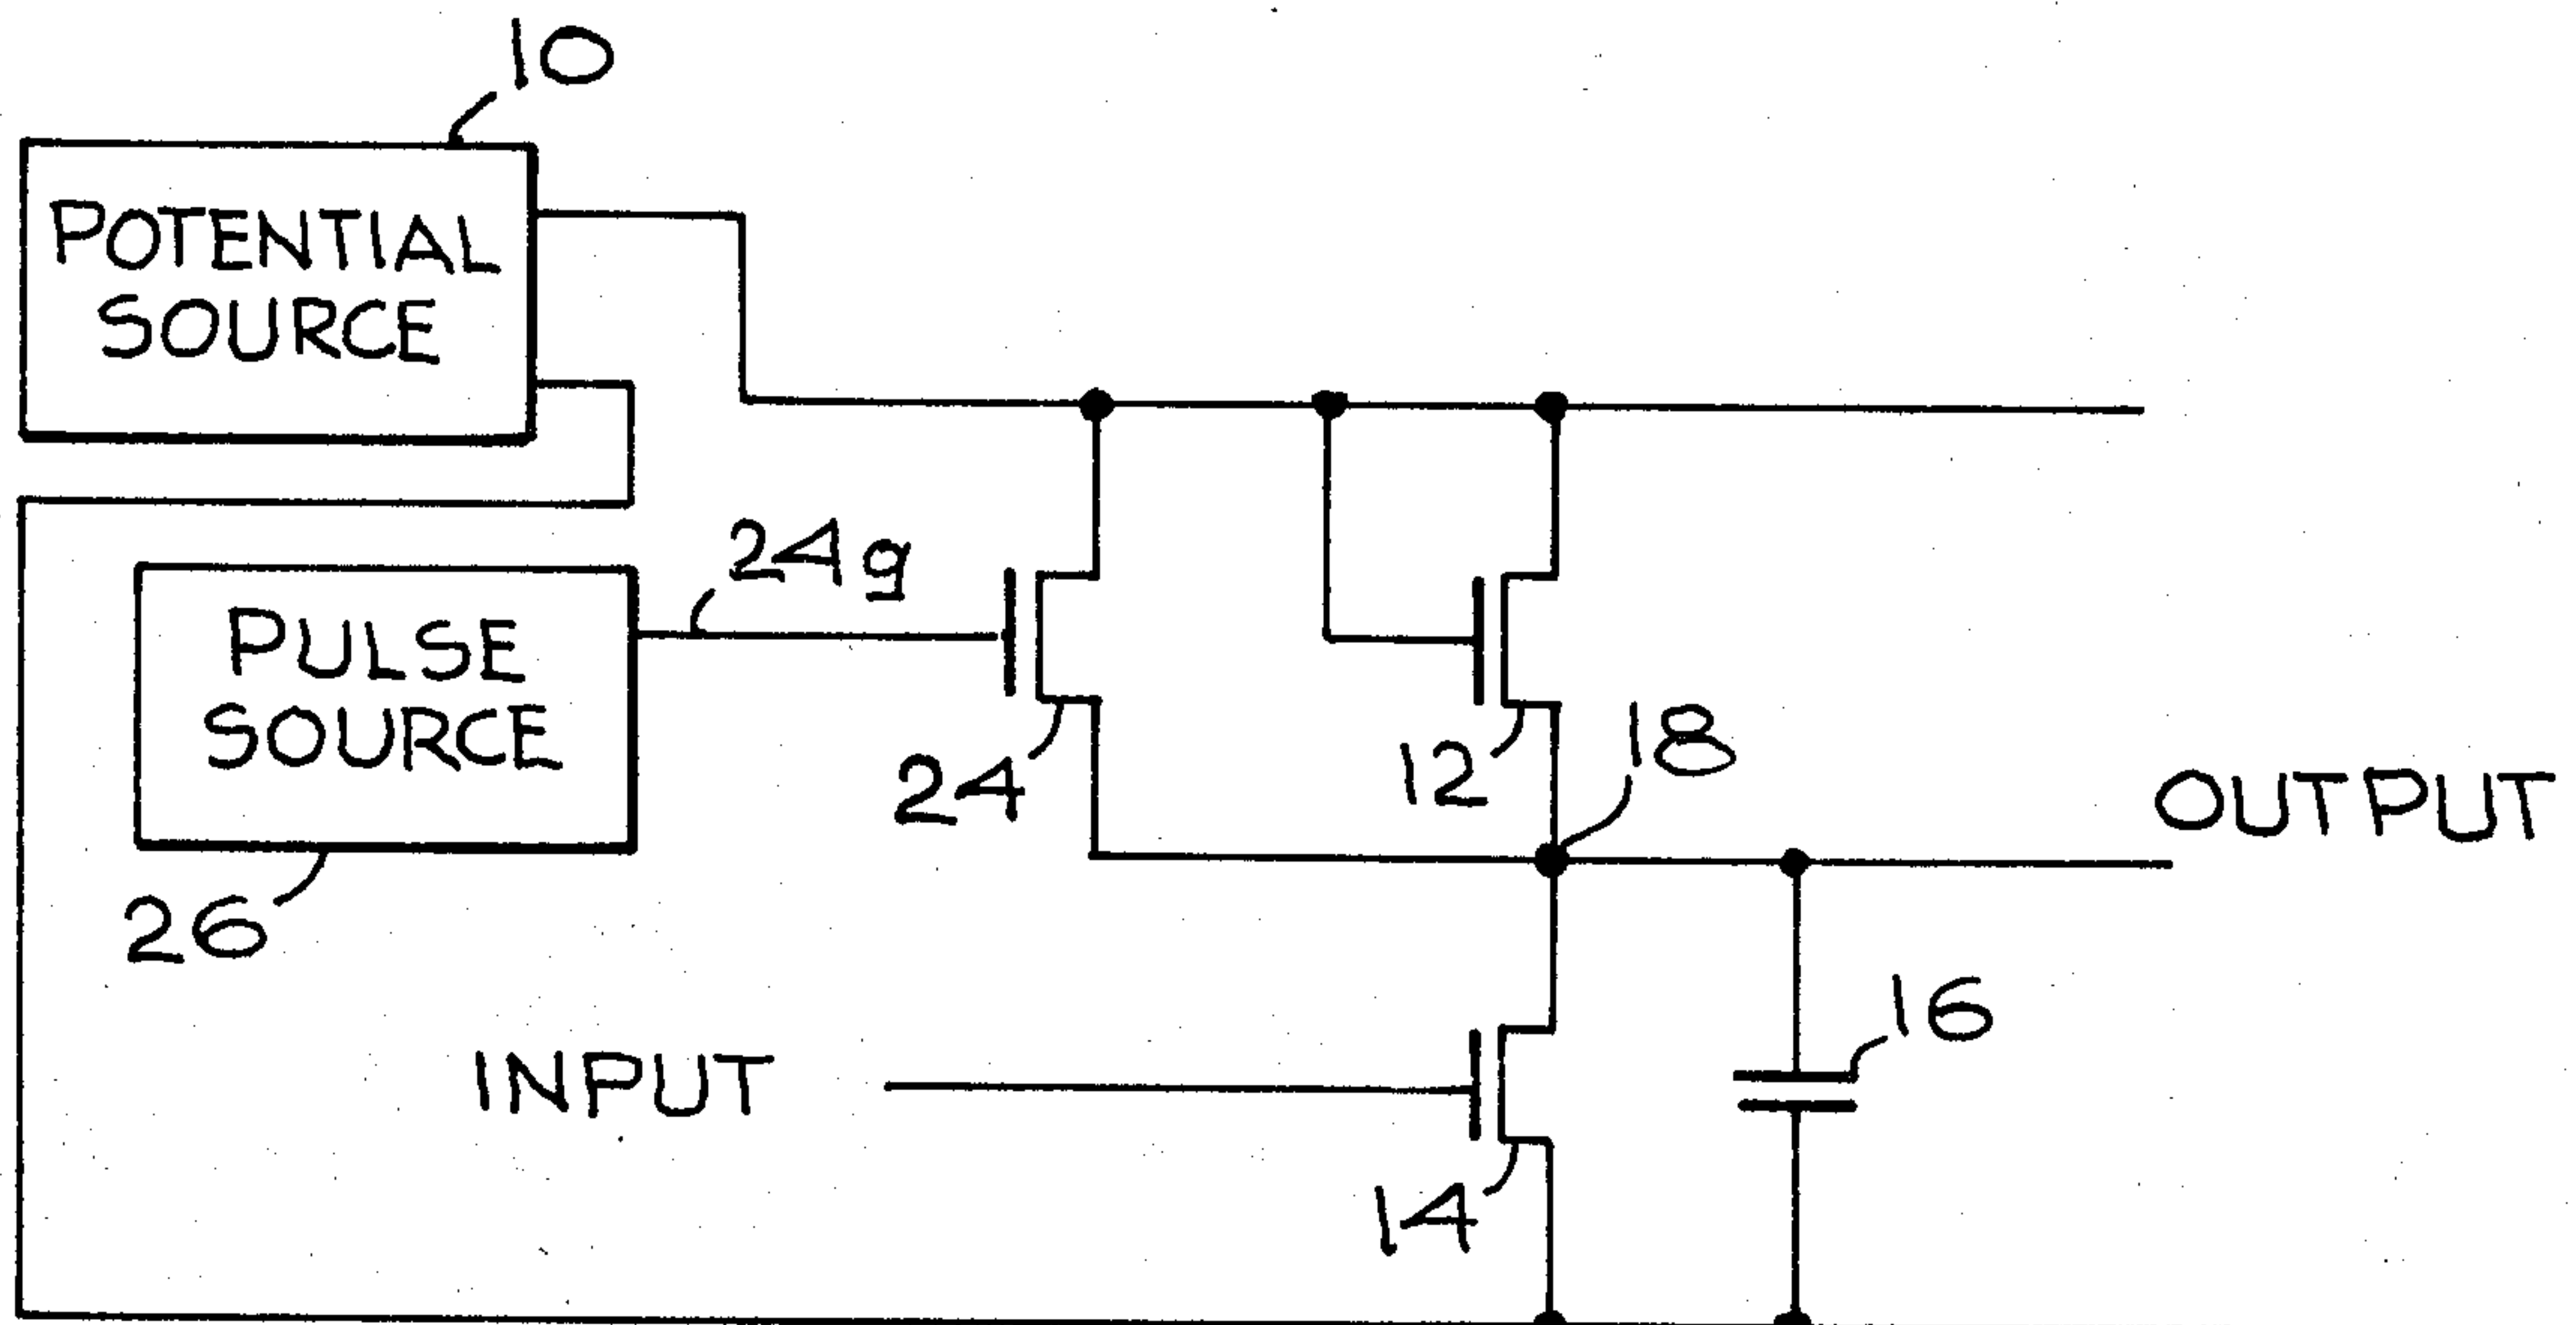 10
POTENTIAL
SOURCE
24g
PULSE
SOURCE
24
12
18
OUTPUT
26
16
INPUT
14